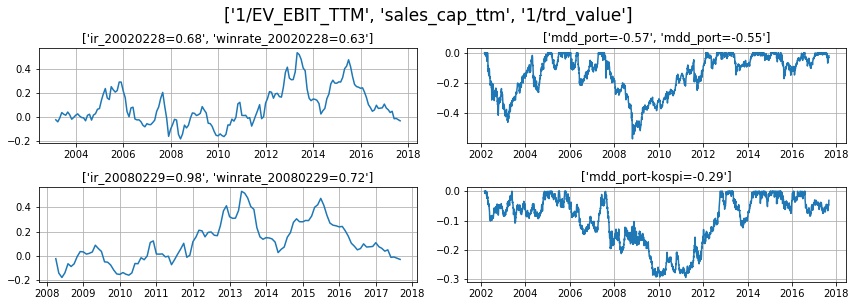 ['1/EV_EBIT_TTM', 'sales_cap_ttm', '1/trd_value']
['ir_20020228=0.68', 'winrate_20020228=0.63']
0.4
0.2
0.0
−0.2
2004 2006 2008 2010 2012 2014 2016 2018
['mdd_port=-0.57', 'mdd_port=-0.55']
0.0
−0.2
−0.4
2002 2004 2006 2008 2010 2012 2014 2016 2018
['ir_20080229=0.98', 'winrate_20080229=0.72']
0.4
0.2
0.0
−0.2
2008 2009 2010 2011 2012 2013 2014 2015 2016 2017 2018
['mdd_port-kospi=-0.29']
0.0
−0.1
−0.2
−0.3
2002 2004 2006 2008 2010 2012 2014 2016 2018